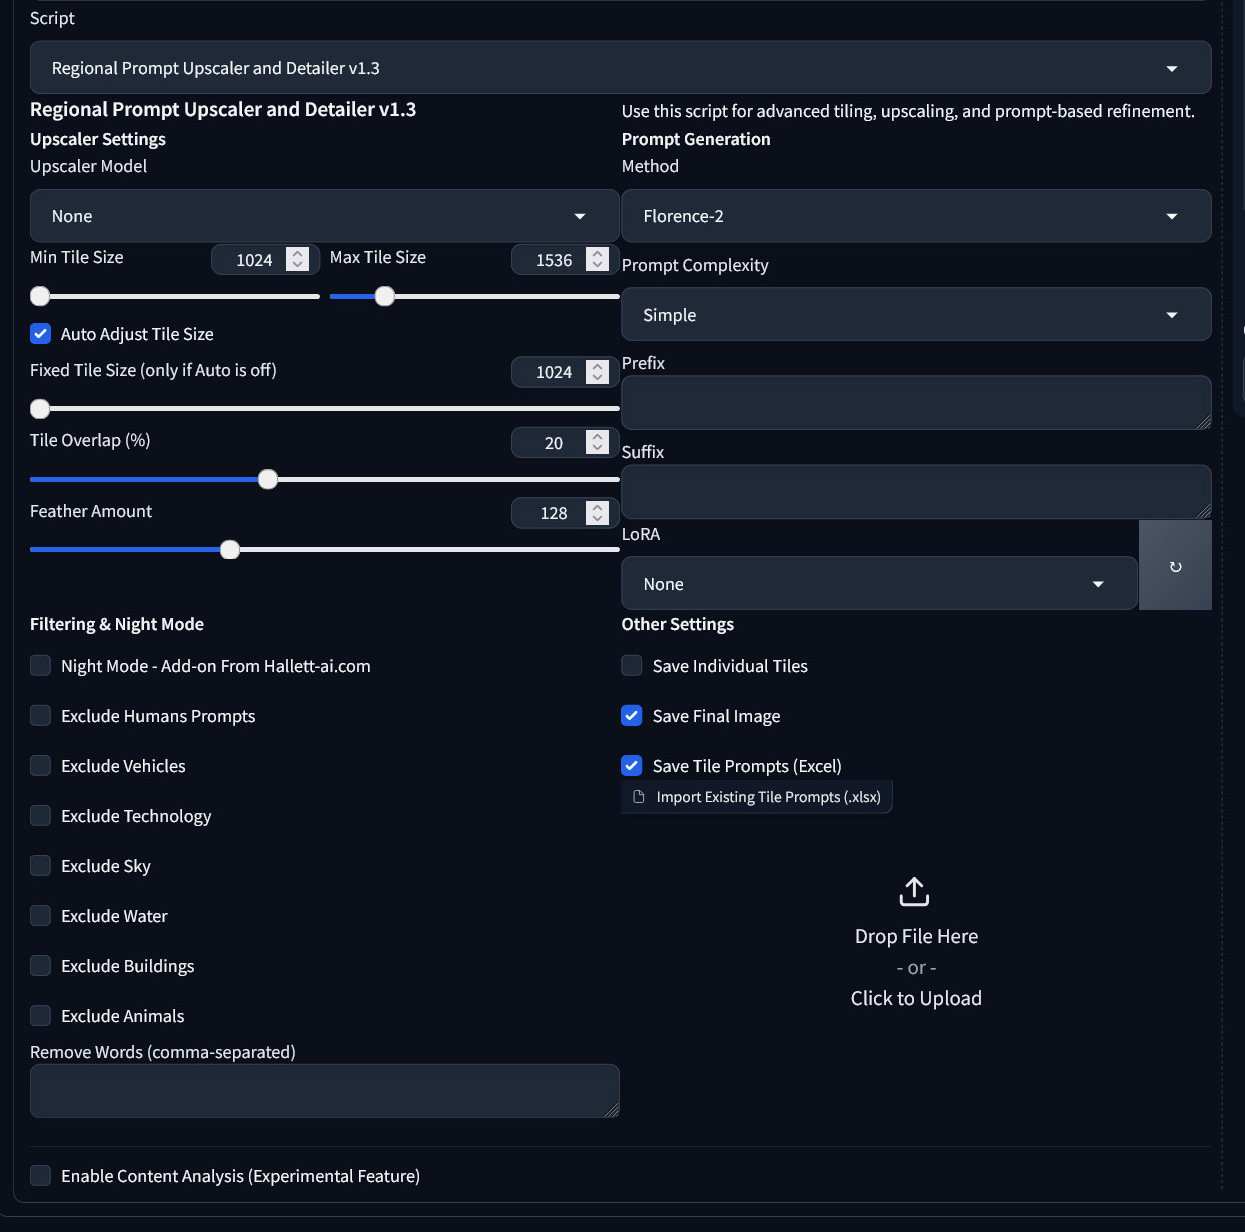 Script
Regional Prompt Upscaler and Detailer v1.3
Regional Prompt Upscaler and Detailer v1.3
Upscaler Settings
Upscaler Model
None
Min Tile Size
1024
Max Tile Size
1536
Auto Adjust Tile Size
Fixed Tile Size (only if Auto is off)
1024
Tile Overlap (%)
20
Feather Amount
128
Use this script for advanced tiling, upscaling, and prompt-based refinement.
Prompt Generation
Method
Florence-2
Prompt Complexity
Simple
Prefix
Suffix
LoRA
None
↻
Filtering & Night Mode
Night Mode - Add-on From Hallett-ai.com
Exclude Humans Prompts
Exclude Vehicles
Exclude Technology
Exclude Sky
Exclude Water
Exclude Buildings
Exclude Animals
Remove Words (comma-separated)
Other Settings
Save Individual Tiles
Save Final Image
Save Tile Prompts (Excel)
Import Existing Tile Prompts (.xlsx)
Drop File Here
- or -
Click to Upload
Enable Content Analysis (Experimental Feature)